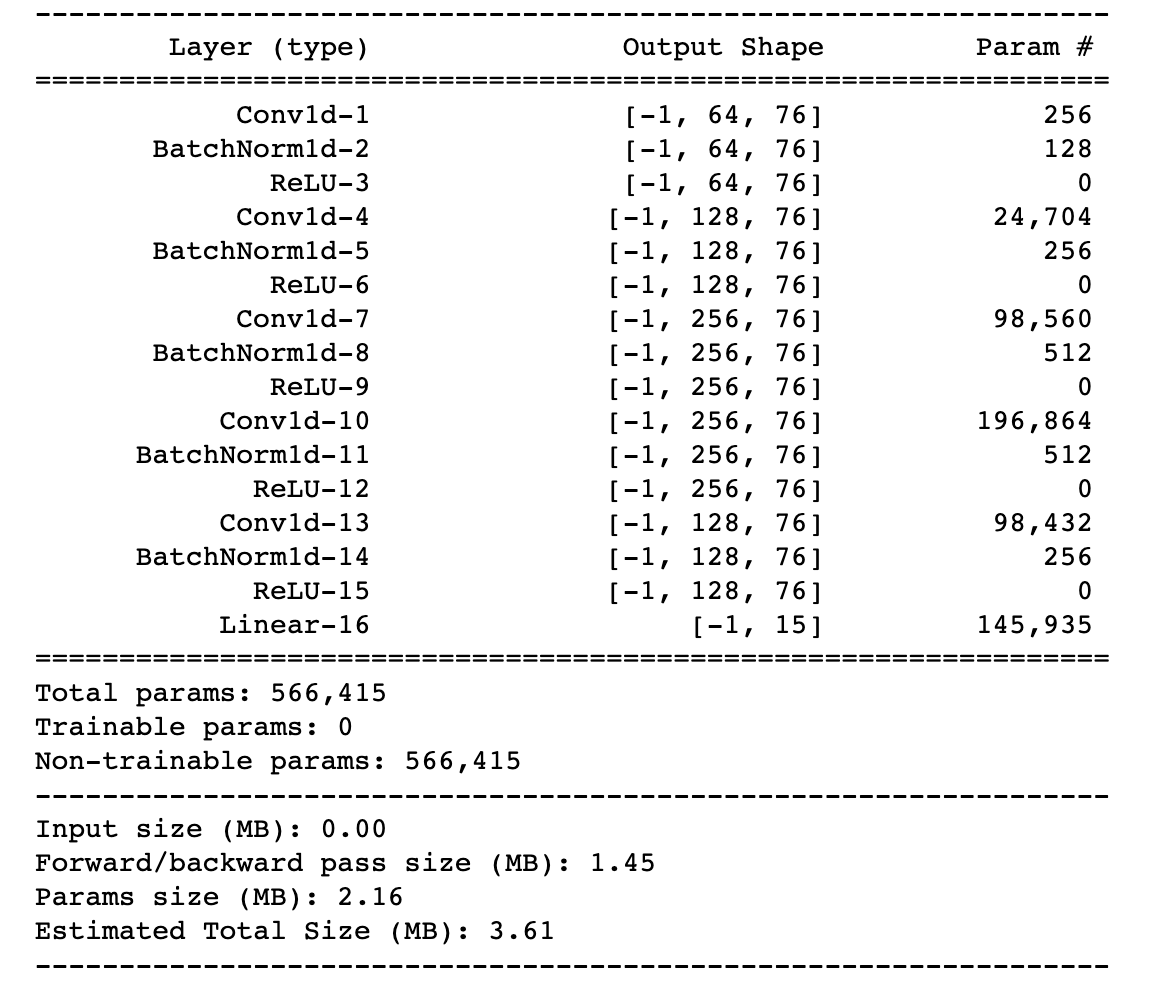 ----------------------------------------------------------------
Layer (type) Output Shape Param #
================================================================
Conv1d-1 [-1, 64, 76] 256
BatchNorm1d-2 [-1, 64, 76] 128
ReLU-3 [-1, 64, 76] 0
Conv1d-4 [-1, 128, 76] 24,704
BatchNorm1d-5 [-1, 128, 76] 256
ReLU-6 [-1, 128, 76] 0
Conv1d-7 [-1, 256, 76] 98,560
BatchNorm1d-8 [-1, 256, 76] 512
ReLU-9 [-1, 256, 76] 0
Conv1d-10 [-1, 256, 76] 196,864
BatchNorm1d-11 [-1, 256, 76] 512
ReLU-12 [-1, 256, 76] 0
Conv1d-13 [-1, 128, 76] 98,432
BatchNorm1d-14 [-1, 128, 76] 256
ReLU-15 [-1, 128, 76] 0
Linear-16 [-1, 15] 145,935
================================================================
Total params: 566,415
Trainable params: 0
Non-trainable params: 566,415
----------------------------------------------------------------
Input size (MB): 0.00
Forward/backward pass size (MB): 1.45
Params size (MB): 2.16
Estimated Total Size (MB): 3.61
----------------------------------------------------------------